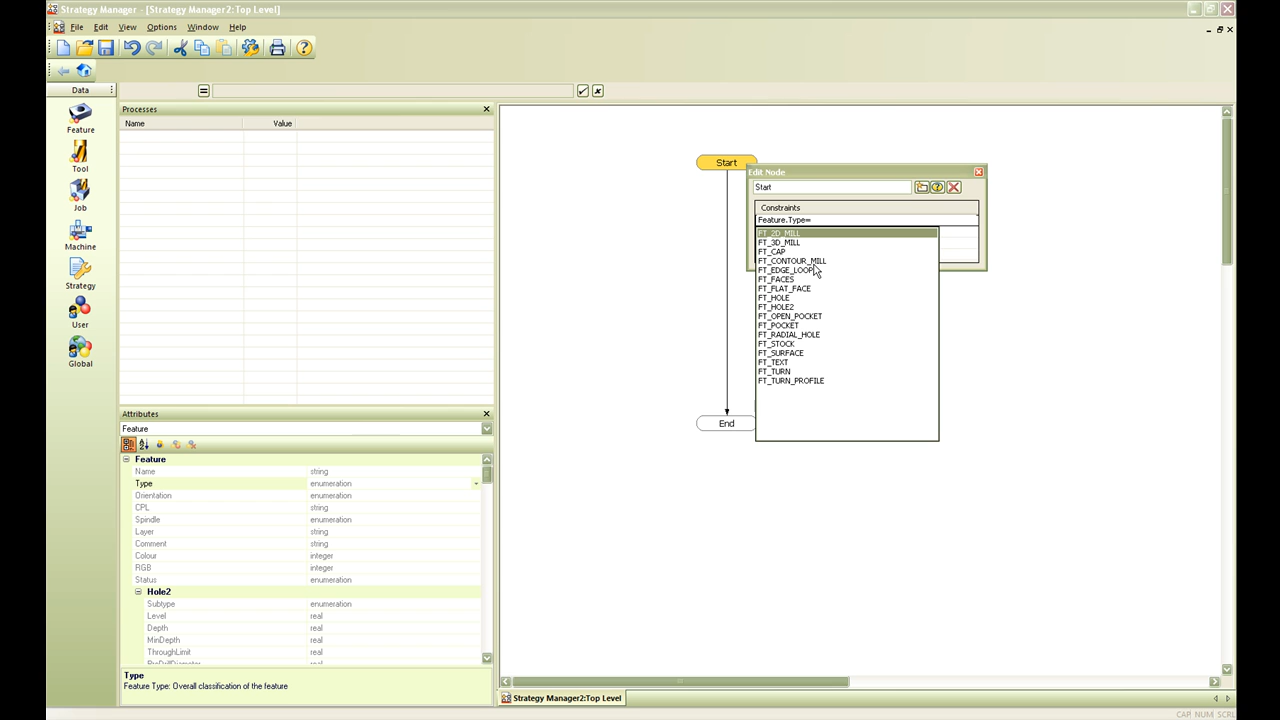 Strategy Manager - [Strategy Manager2:Top Level]
File Edit View Options Window Help
Data
Feature
Tool
Job
Machine
Strategy
User
Global
Processes
Name Value
Attributes
Feature
Feature
Name string
Type enumeration
Orientation enumeration
CPL string
Spindle enumeration
Layer string
Comment string
Colour integer
RGB integer
Status enumeration
Hole2
Subtype enumeration
Level real
Depth real
MinDepth real
ThroughLimit real
PreDrillDiameter real
Type
Feature Type: Overall classification of the feature
Start
End
Edit Node
Start
Constraints
Feature.Type=
FT_2D_MILL
FT_3D_MILL
FT_CAP
FT_CONTOUR_MILL
FT_EDGE_LOOP
FT_FACES
FT_FLAT_FACE
FT_HOLE
FT_HOLE2
FT_OPEN_POCKET
FT_POCKET
FT_RADIAL_HOLE
FT_STOCK
FT_SURFACE
FT_TEXT
FT_TURN
FT_TURN_PROFILE
Strategy Manager2:Top Level
CAP NUM SCRL